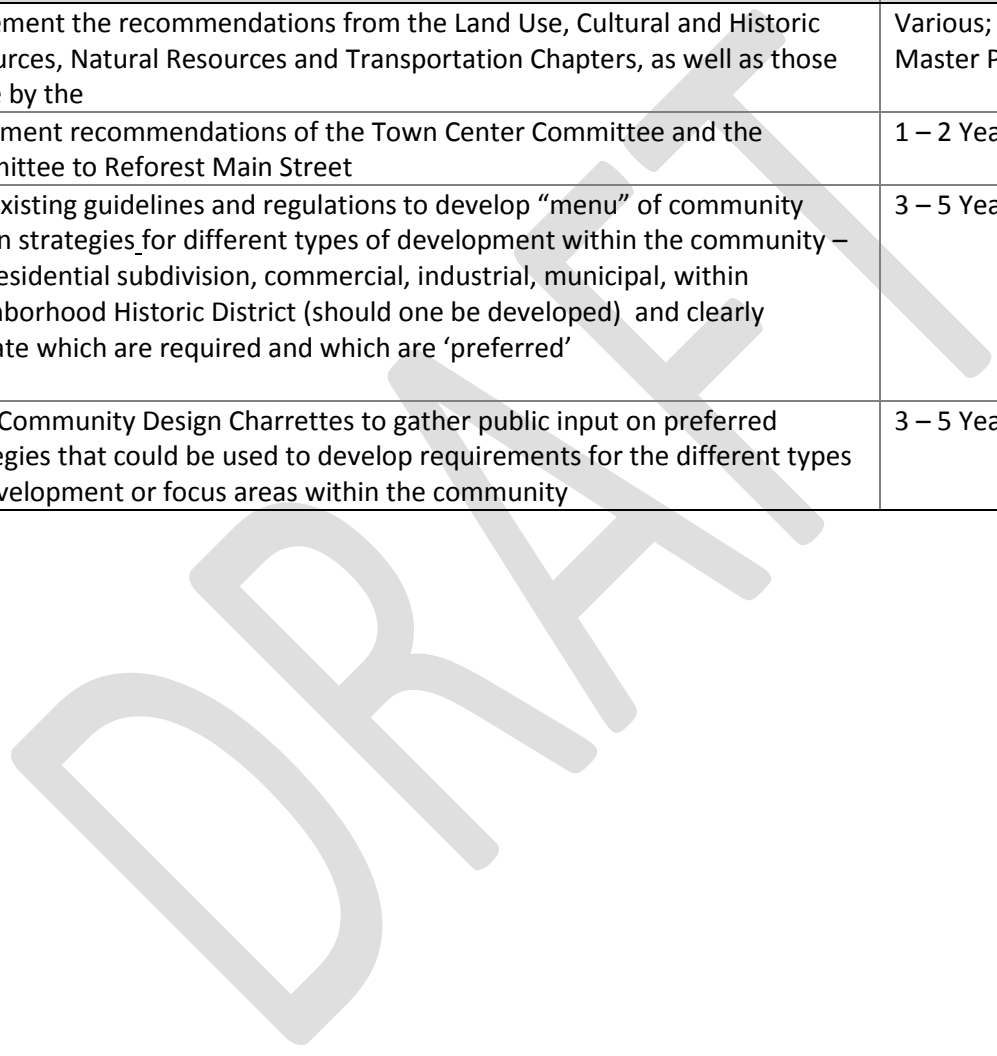 ement the recommendations from the Land Use, Cultural and Historic Various;
urces, Natural Resources and Transportation Chapters, as well as those Master P
e by the
ment recommendations of the Town Center Committee and the 1 – 2 Yea
mittee to Reforest Main Street
xisting guidelines and regulations to develop “menu” of community 3 – 5 Yea
n strategies for different types of development within the community –
esidential subdivision, commercial, industrial, municipal, within
borhood Historic District (should one be developed) and clearly
ate which are required and which are ‘preferred’
Community Design Charrettes to gather public input on preferred 3 – 5 Yea
egies that could be used to develop requirements for the different types
velopment or focus areas within the community
DRAFT